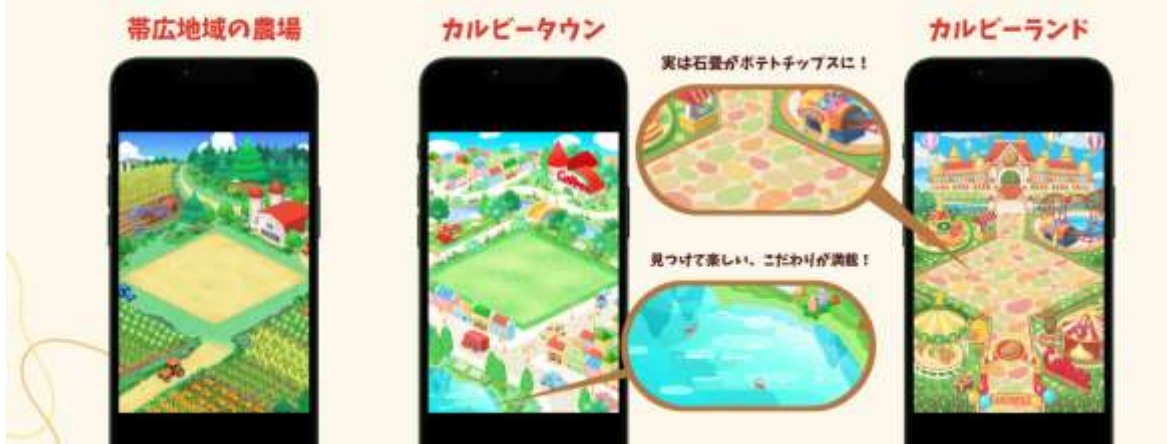 帯広地域の農場
カルビータウン
カルビーランド
実は石畳がポテトチップスに！
見つけて楽しい、こだわりが満載！
Calbee